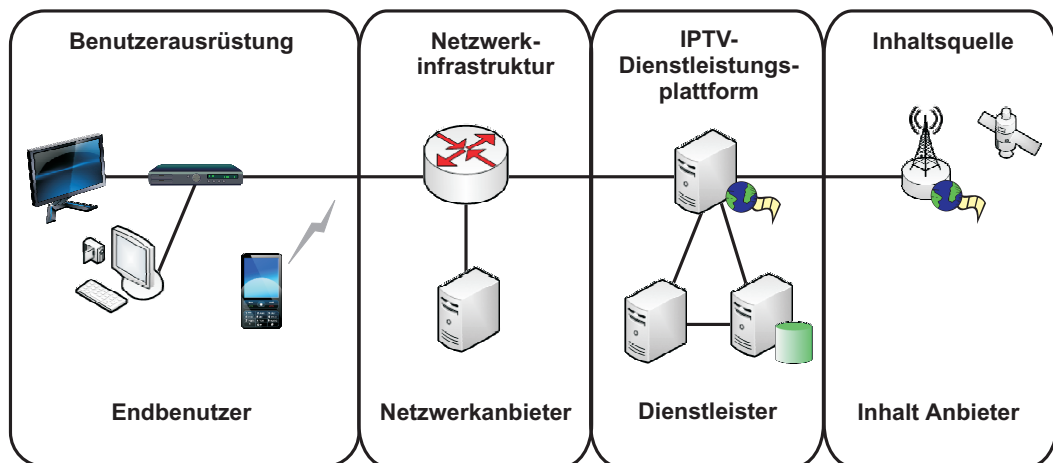 Benutzerausrüstung
Netzwerk-
infrastruktur
IPTV-
Dienstleistungs-
plattform
Inhaltsquelle
Endbenutzer
Netzwerkanbieter
Dienstleister
Inhalt Anbieter